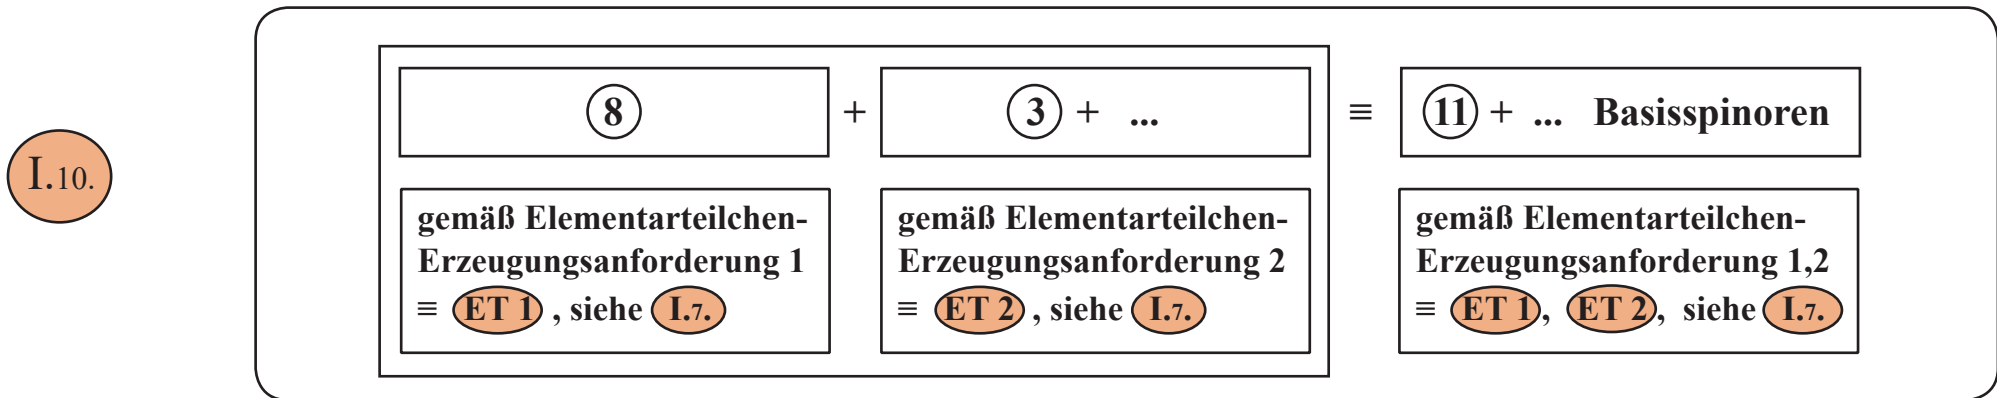 I.10.
8 + 3 + ... ≡ 11 + ... Basisspinoren
gemäß Elementarteilchen-
Erzeugungsanforderung 1
≡ ET 1 , siehe I.7.
gemäß Elementarteilchen-
Erzeugungsanforderung 2
≡ ET 2 , siehe I.7.
gemäß Elementarteilchen-
Erzeugungsanforderung 1,2
≡ ET 1, ET 2, siehe I.7.